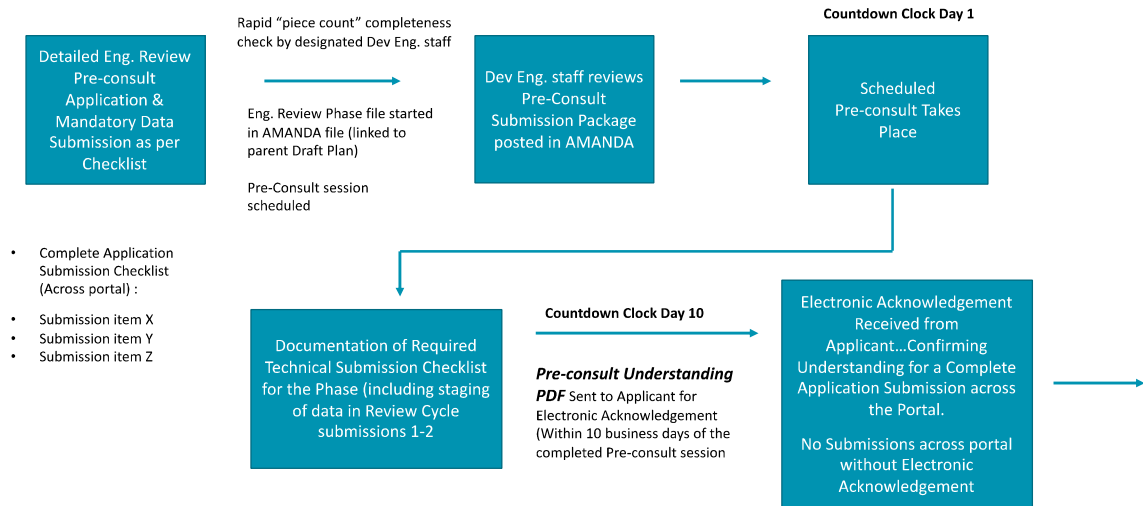 Detailed Eng. Review
Pre-consult
Application &
Mandatory Data
Submission as per
Checklist
Rapid “piece count” completeness
check by designated Dev Eng. staff
Eng. Review Phase file started
in AMANDA file (linked to
parent Draft Plan)
Pre-Consult session
scheduled
Dev Eng. staff reviews
Pre-Consult
Submission Package
posted in AMANDA
Countdown Clock Day 1
Scheduled
Pre-consult Takes
Place
• Complete Application
Submission Checklist
(Across portal) :
• Submission item X
• Submission item Y
• Submission item Z
Documentation of Required
Technical Submission Checklist
for the Phase (including staging
of data in Review Cycle
submissions 1-2
Countdown Clock Day 10
Pre-consult Understanding
PDF Sent to Applicant for
Electronic Acknowledgement
(Within 10 business days of the
completed Pre-consult session
Electronic Acknowledgement
Received from
Applicant…Confirming
Understanding for a Complete
Application Submission across
the Portal.
No Submissions across portal
without Electronic
Acknowledgement